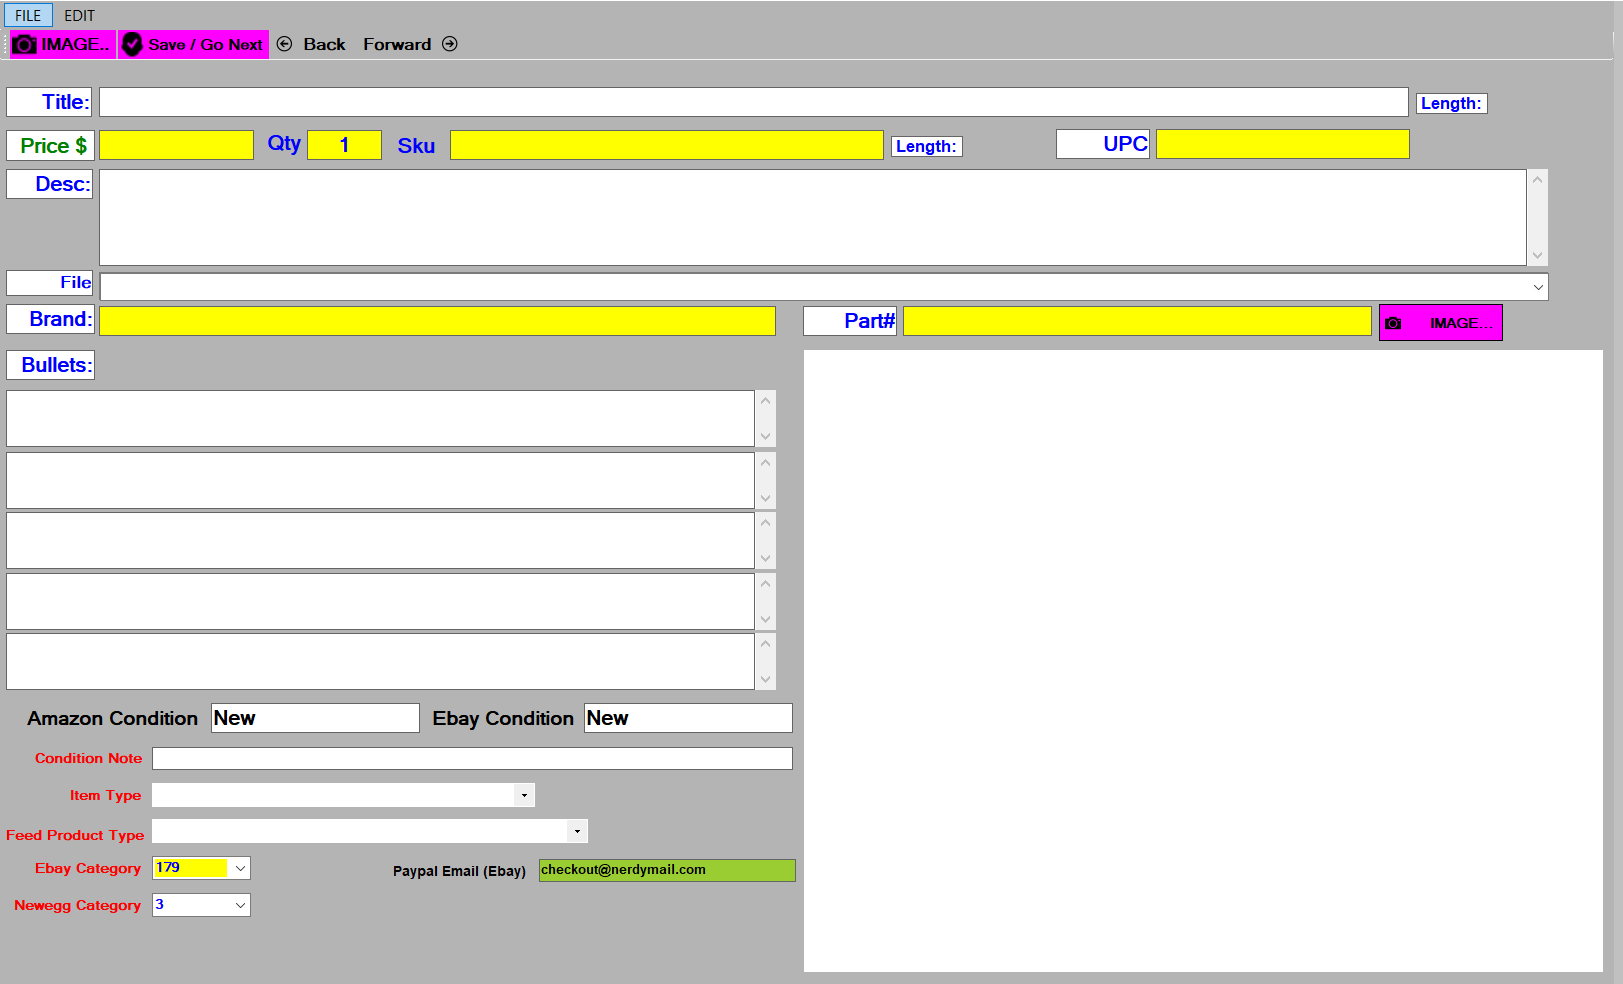 FILE EDIT
IMAGE.. Save / Go Next Back Forward
Title: Length:
Price $ Qty 1 Sku Length: UPC
Desc:
File
Brand: Part# IMAGE...
Bullets:
Amazon Condition New Ebay Condition New
Condition Note
Item Type
Feed Product Type
Ebay Category 179 Paypal Email (Ebay) checkout@nerdymail.com
Newegg Category 3